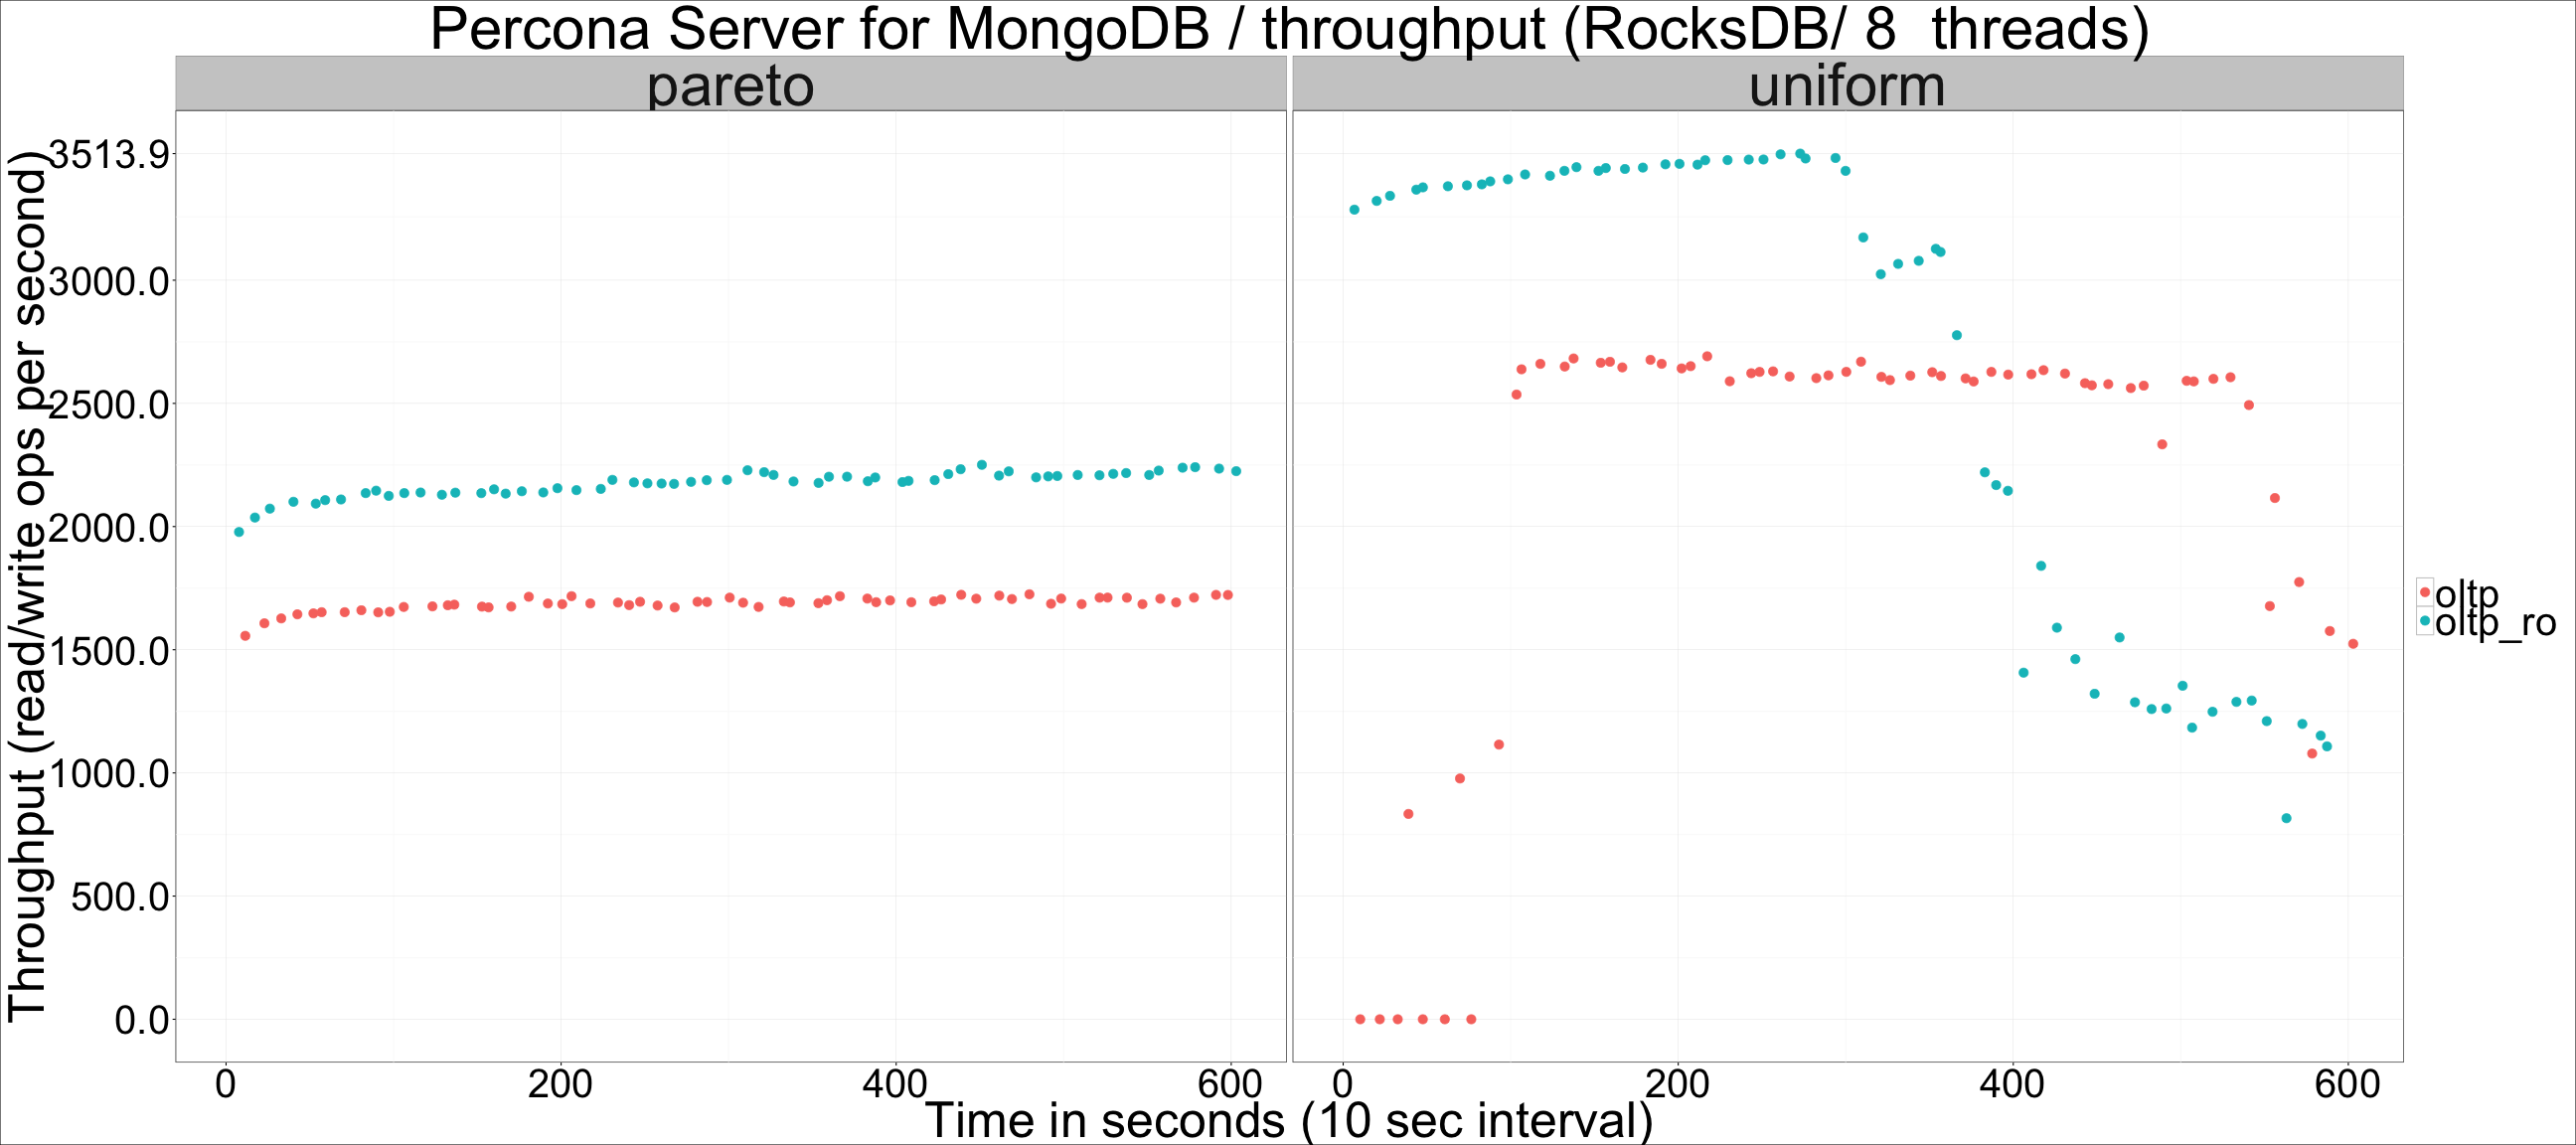 Percona Server for MongoDB / throughput (RocksDB/ 8  threads)
pareto
uniform
Throughput (read/write ops per second)
3513.9
3000.0
2500.0
2000.0
1500.0
1000.0
500.0
0.0
0 200 400 600
0 200 400 600
Time in seconds (10 sec interval)
oltp
oltp_ro